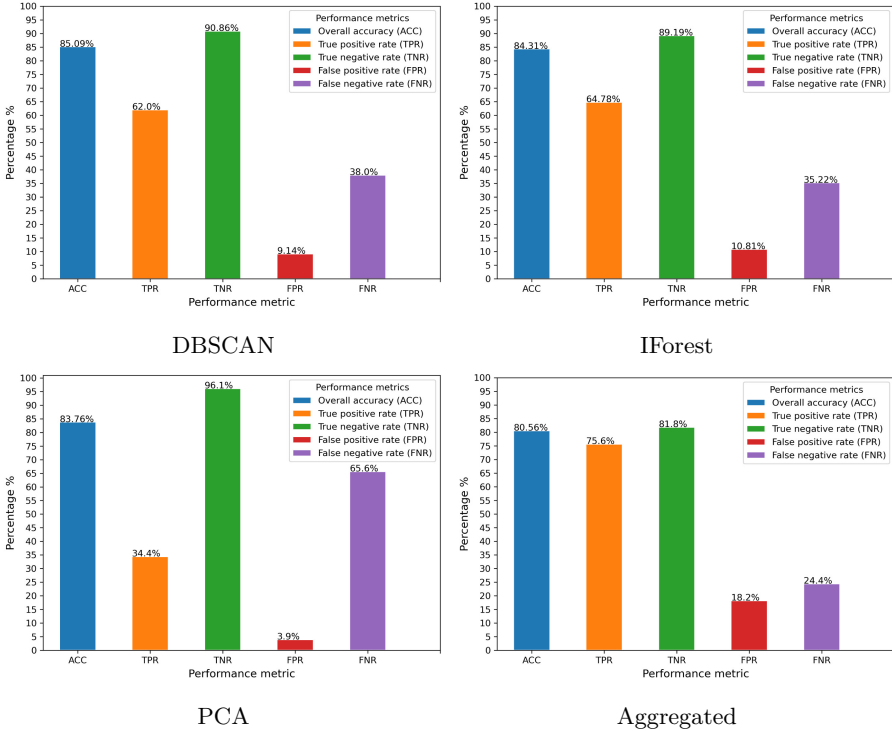 Percentage %
100
95
90
85
80
75
70
65
60
55
50
45
40
35
30
25
20
15
10
5
0
85.09%
62.0%
90.86%
9.14%
38.0%
Performance metrics
Overall accuracy (ACC)
True positive rate (TPR)
True negative rate (TNR)
False positive rate (FPR)
False negative rate (FNR)
ACC TPR TNR FPR FNR
Performance metric
DBSCAN
Percentage %
100
95
90
85
80
75
70
65
60
55
50
45
40
35
30
25
20
15
10
5
0
84.31%
64.78%
89.19%
10.81%
35.22%
Performance metrics
Overall accuracy (ACC)
True positive rate (TPR)
True negative rate (TNR)
False positive rate (FPR)
False negative rate (FNR)
ACC TPR TNR FPR FNR
Performance metric
IForest
Percentage %
100
95
90
85
80
75
70
65
60
55
50
45
40
35
30
25
20
15
10
5
0
83.76%
34.4%
96.1%
3.9%
65.6%
Performance metrics
Overall accuracy (ACC)
True positive rate (TPR)
True negative rate (TNR)
False positive rate (FPR)
False negative rate (FNR)
ACC TPR TNR FPR FNR
Performance metric
PCA
Percentage %
100
95
90
85
80
75
70
65
60
55
50
45
40
35
30
25
20
15
10
5
0
80.56%
75.6%
81.8%
18.2%
24.4%
Performance metrics
Overall accuracy (ACC)
True positive rate (TPR)
True negative rate (TNR)
False positive rate (FPR)
False negative rate (FNR)
ACC TPR TNR FPR FNR
Performance metric
Aggregated